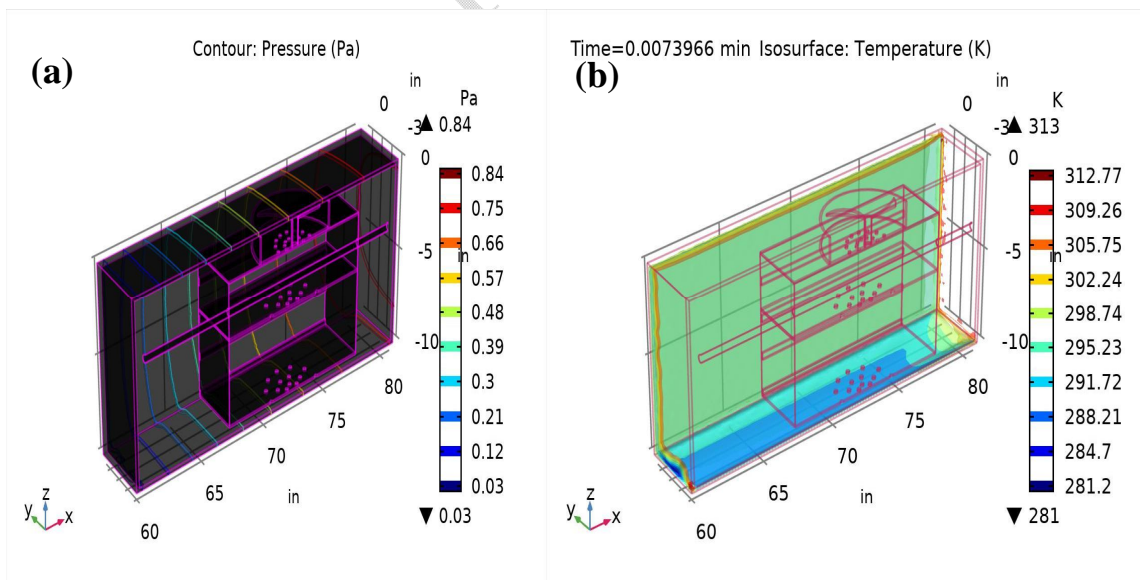 Contour: Pressure (Pa)
(a)
in
0
-3
Pa
▲ 0.84
0
0.84
0.75
0.66
0.57
0.48
0.39
0.3
0.21
0.12
0.03
▼ 0.03
-5
in
-10
80
75
70
65
60
in
z
y
x
Time=0.0073966 min Isosurface: Temperature (K)
(b)
in
0
-3
K
▲ 313
0
312.77
309.26
305.75
302.24
298.74
295.23
291.72
288.21
284.7
281.2
▼ 281
-5
in
-10
80
75
70
65
60
in
z
y
x